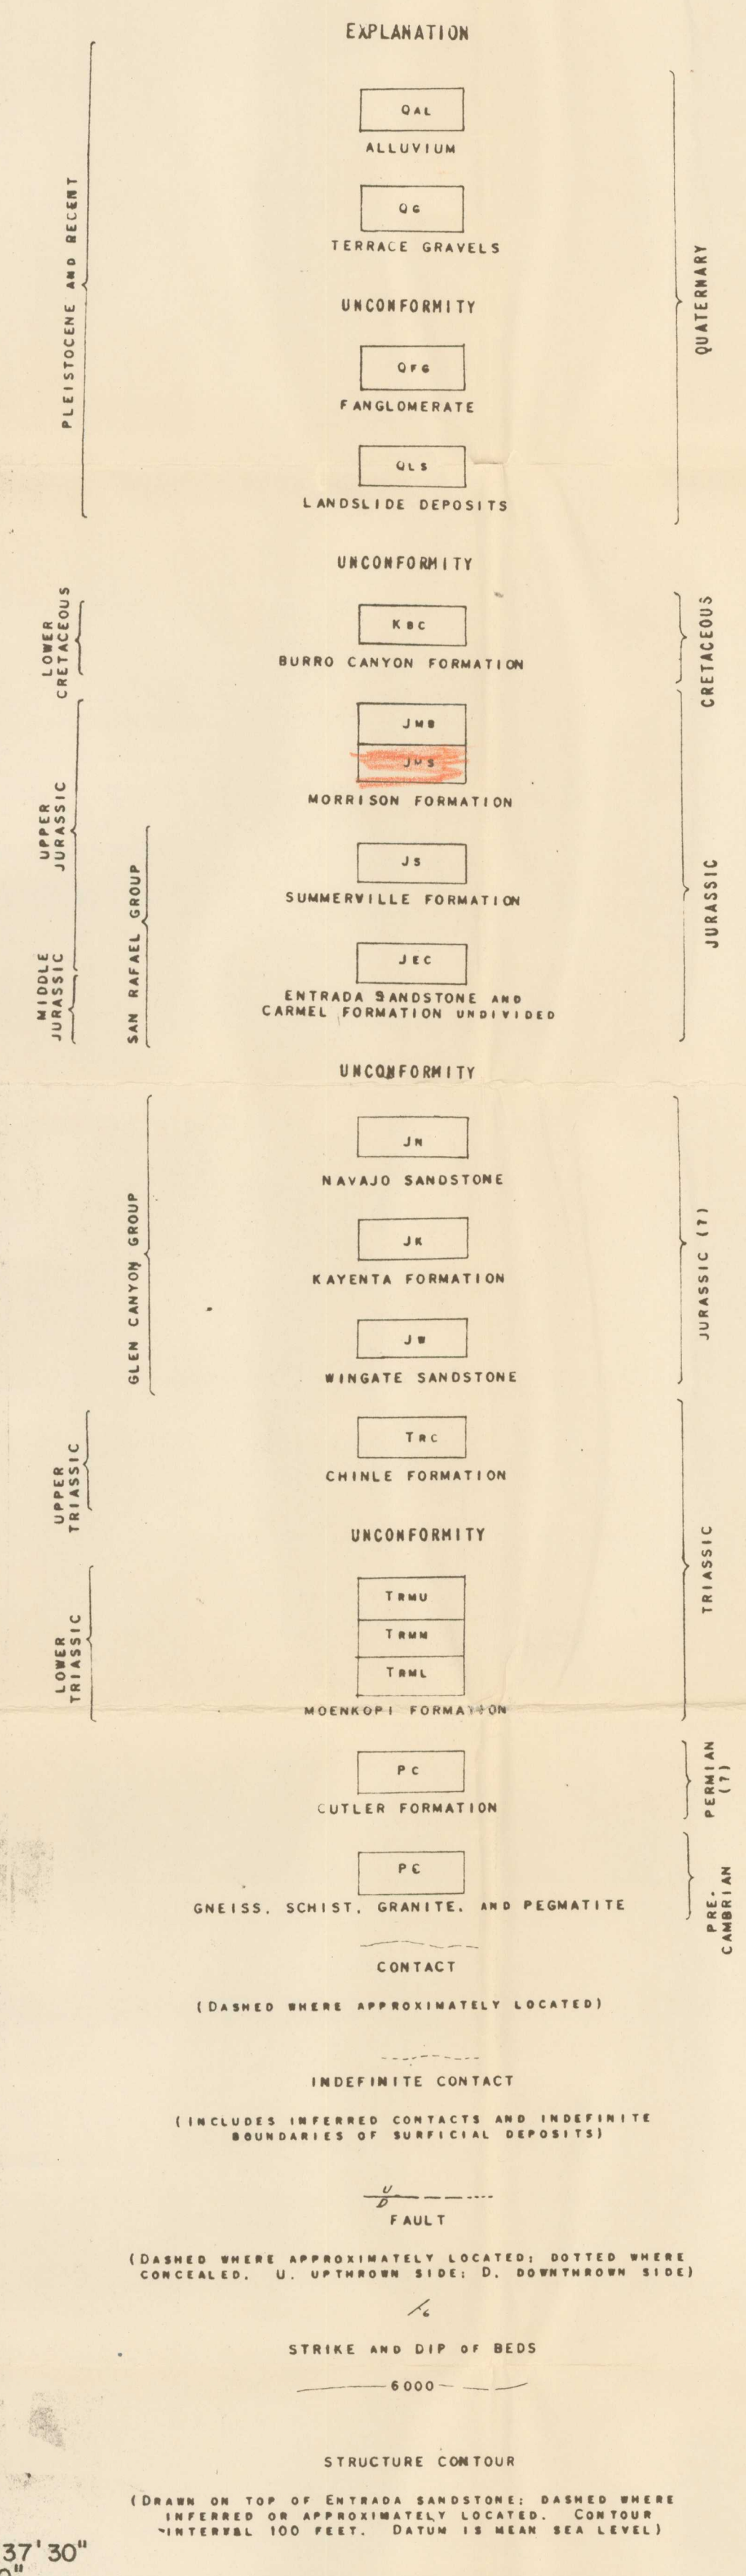 EXPLANATION
QAL
ALLUVIUM
QG
TERRACE GRAVELS
UNCONFORMITY
QFG
FANGLOMERATE
QLS
LANDSLIDE DEPOSITS
PLEISTOCENE AND RECENT
QUATERNARY
UNCONFORMITY
KBC
BURRO CANYON FORMATION
LOWER
CRETACEOUS
CRETACEOUS
JMB
JMS
MORRISON FORMATION
JS
SUMMERVILLE FORMATION
JEC
ENTRADA SANDSTONE AND
CARMEL FORMATION UNDIVIDED
UPPER
JURASSIC
MIDDLE
JURASSIC
SAN RAFAEL GROUP
JURASSIC
UNCONFORMITY
JN
NAVAJO SANDSTONE
JK
KAYENTA FORMATION
JW
WINGATE SANDSTONE
GLEN CANYON GROUP
JURASSIC (?)
TRC
CHINLE FORMATION
UPPER
TRIASSIC
UNCONFORMITY
TRMU
TRMM
TRML
MOENKOPI FORMATION
LOWER
TRIASSIC
TRIASSIC
PC
CUTLER FORMATION
PERMIAN
(?)
P€
GNEISS, SCHIST, GRANITE, AND PEGMATITE
PRE-
CAMBRIAN
CONTACT
(DASHED WHERE APPROXIMATELY LOCATED)
INDEFINITE CONTACT
(INCLUDES INFERRED CONTACTS AND INDEFINITE
BOUNDARIES OF SURFICIAL DEPOSITS)
U
D
FAULT
(DASHED WHERE APPROXIMATELY LOCATED; DOTTED WHERE
CONCEALED. U, UPTHROWN SIDE; D, DOWNTHROWN SIDE)
6
STRIKE AND DIP OF BEDS
6000
STRUCTURE CONTOUR
(DRAWN ON TOP OF ENTRADA SANDSTONE; DASHED WHERE
INFERRED OR APPROXIMATELY LOCATED. CONTOUR
INTERVAL 100 FEET. DATUM IS MEAN SEA LEVEL)
37'30"